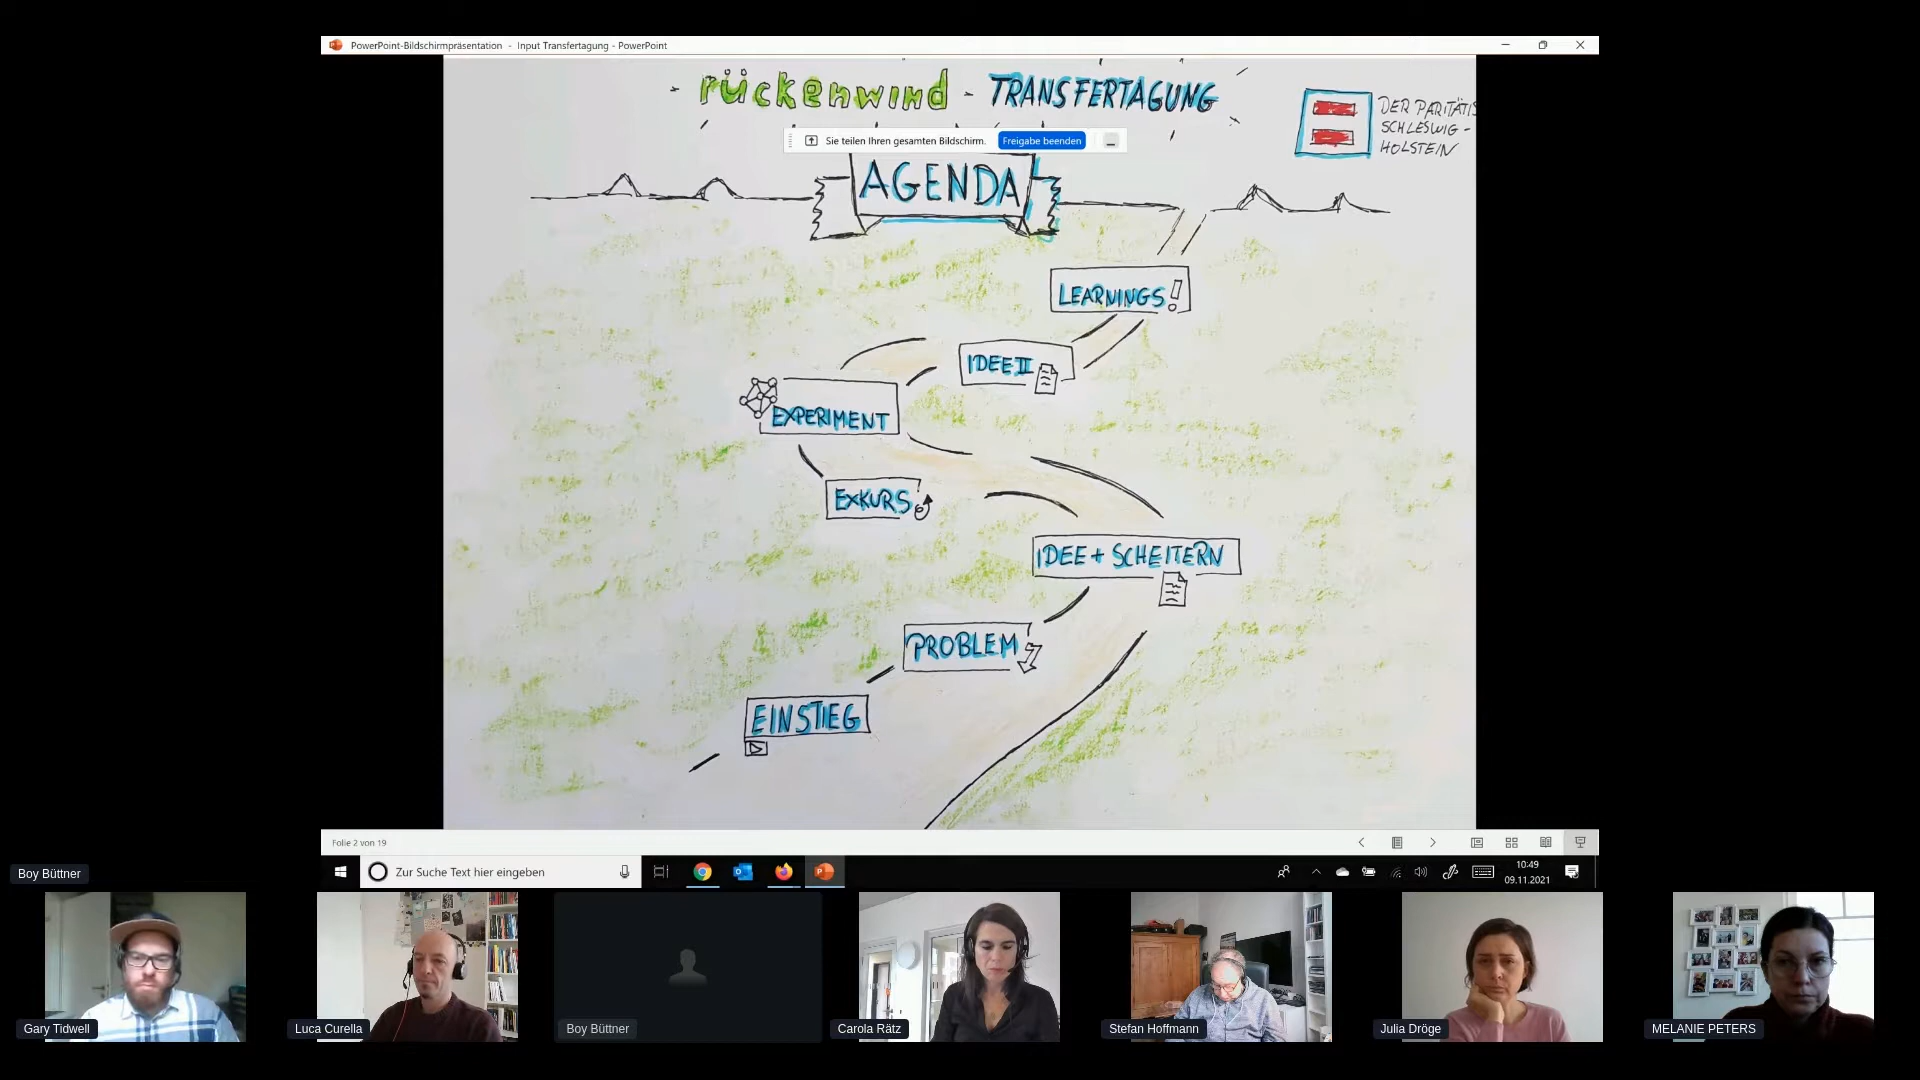 PowerPoint-Bildschirmpräsentation - Input Transfertagung - PowerPoint
- rückenwind - TRANSFERTAGUNG
DER PARITÄTIS
SCHLESWIG-
HOLSTEIN
Sie teilen Ihren gesamten Bildschirm. Freigabe beenden
AGENDA
LEARNINGS!
IDEE II
EXPERIMENT
EXKURS
IDEE + SCHEITERN
PROBLEM
EINSTIEG
Folie 2 von 19
Zur Suche Text hier eingeben
10:49
09.11.2021
Boy Büttner
Gary Tidwell
Luca Curella
Boy Büttner
Carola Rätz
Stefan Hoffmann
Julia Dröge
MELANIE PETERS